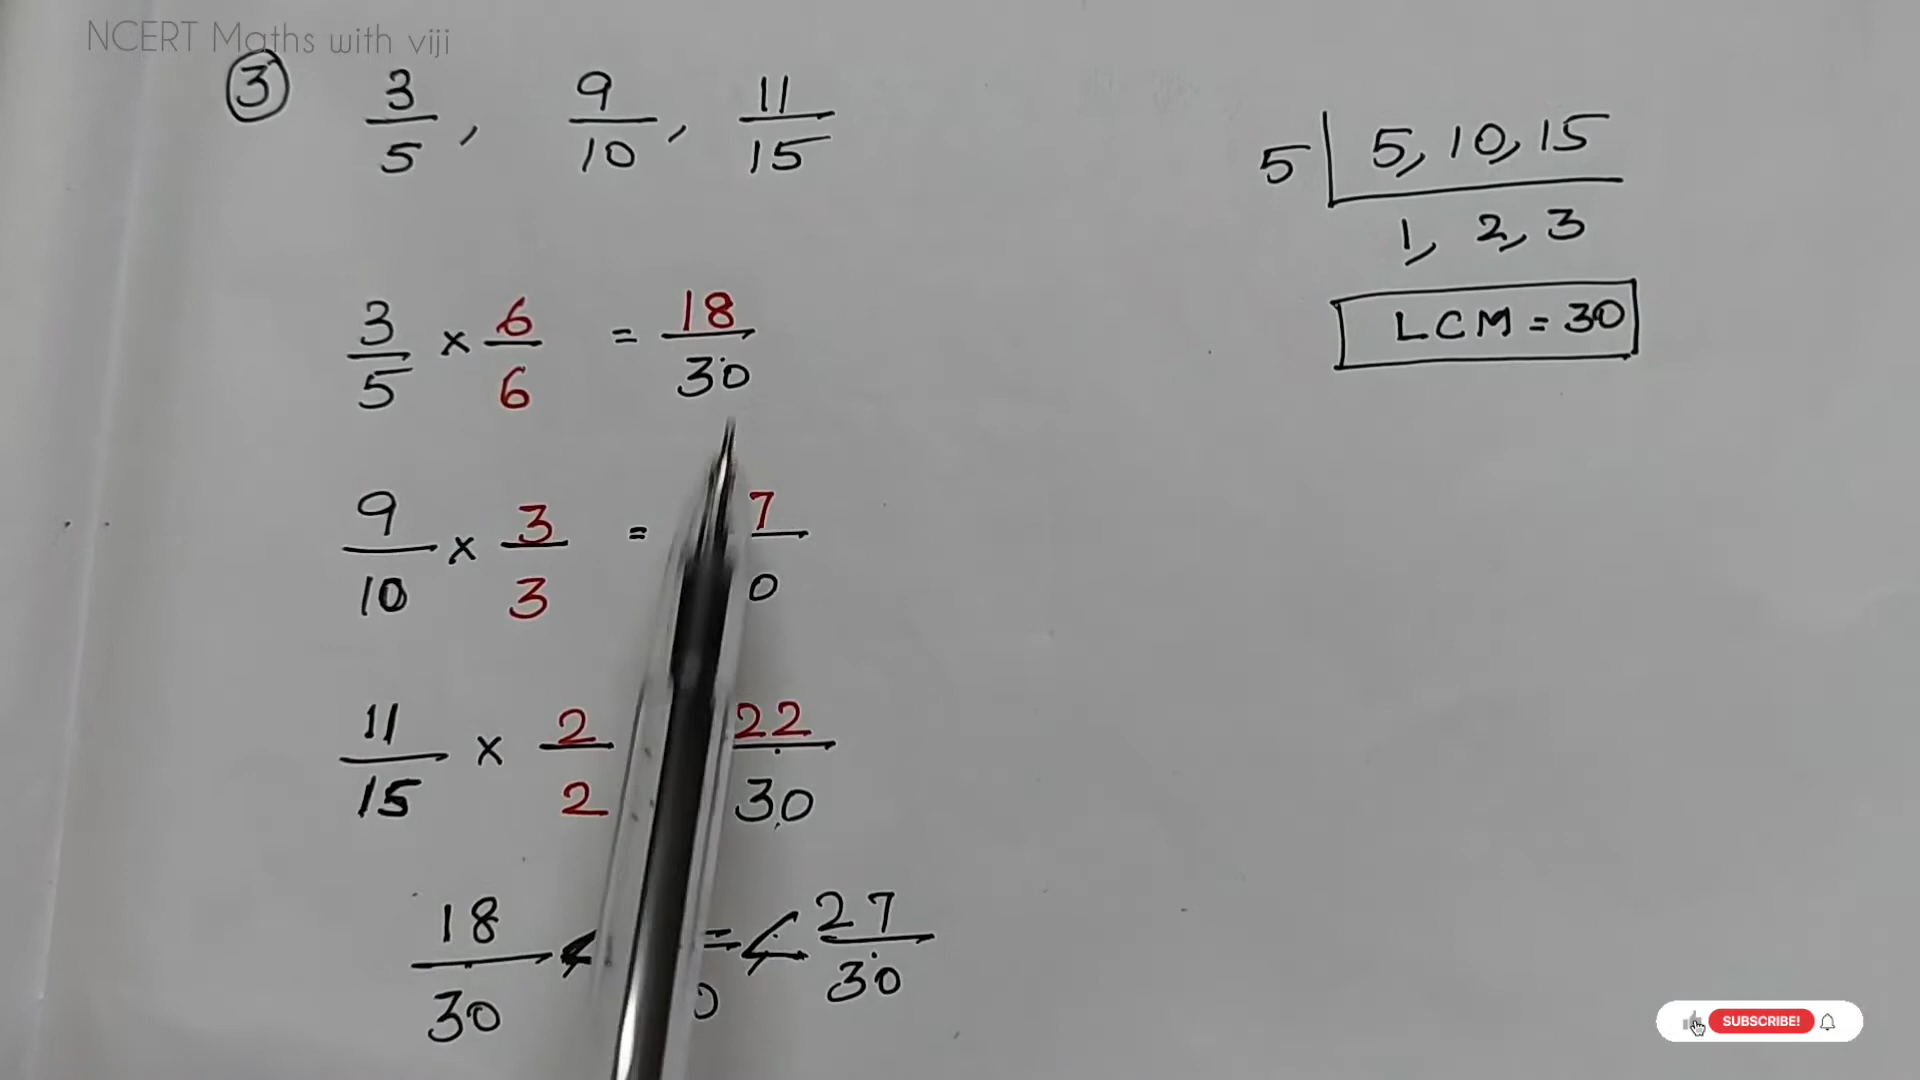 NCERT Maths with viji
③ 3/5, 9/10, 11/15
5 | 5, 10, 15
1, 2, 3
LCM = 30
3/5 × 6/6 = 18/30
9/10 × 3/3 = 7/0
11/15 × 2/2 22/30
18/30 < < 27/30
SUBSCRIBE!